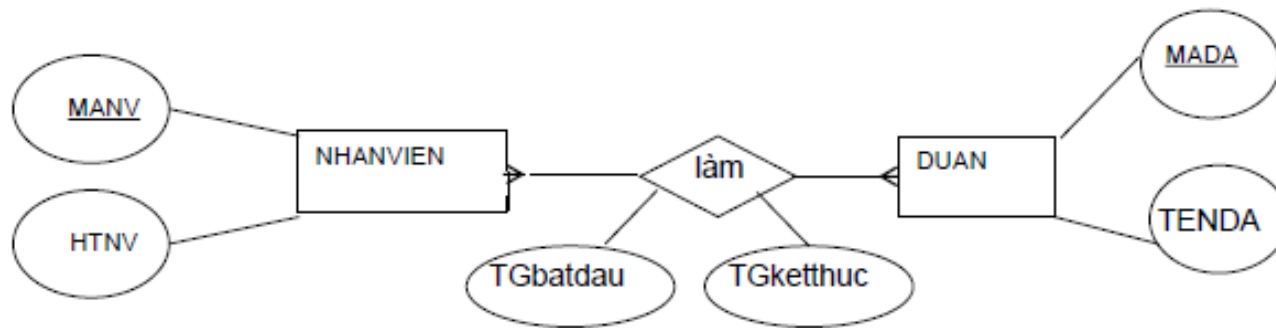 MANV
HTNV
NHANVIEN
làm
TGbatdau
TGketthuc
DUAN
MADA
TENDA